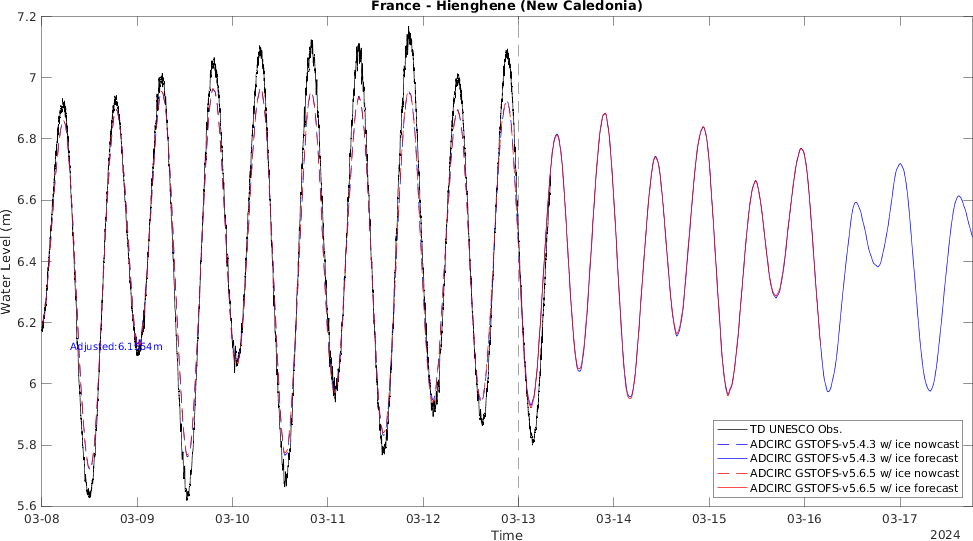 France - Hienghene (New Caledonia)
7.2
7
6.8
6.6
6.4
6.2
6
5.8
5.6
Water Level (m)
TD UNESCO Obs.
ADCIRC GSTOFS-v5.4.3 w/ ice nowcast
ADCIRC GSTOFS-v5.4.3 w/ ice forecast
ADCIRC GSTOFS-v5.6.5 w/ ice nowcast
ADCIRC GSTOFS-v5.6.5 w/ ice forecast
03-08 03-09 03-10 03-11 03-12 03-13 03-14 03-15 03-16 03-17
Time
2024